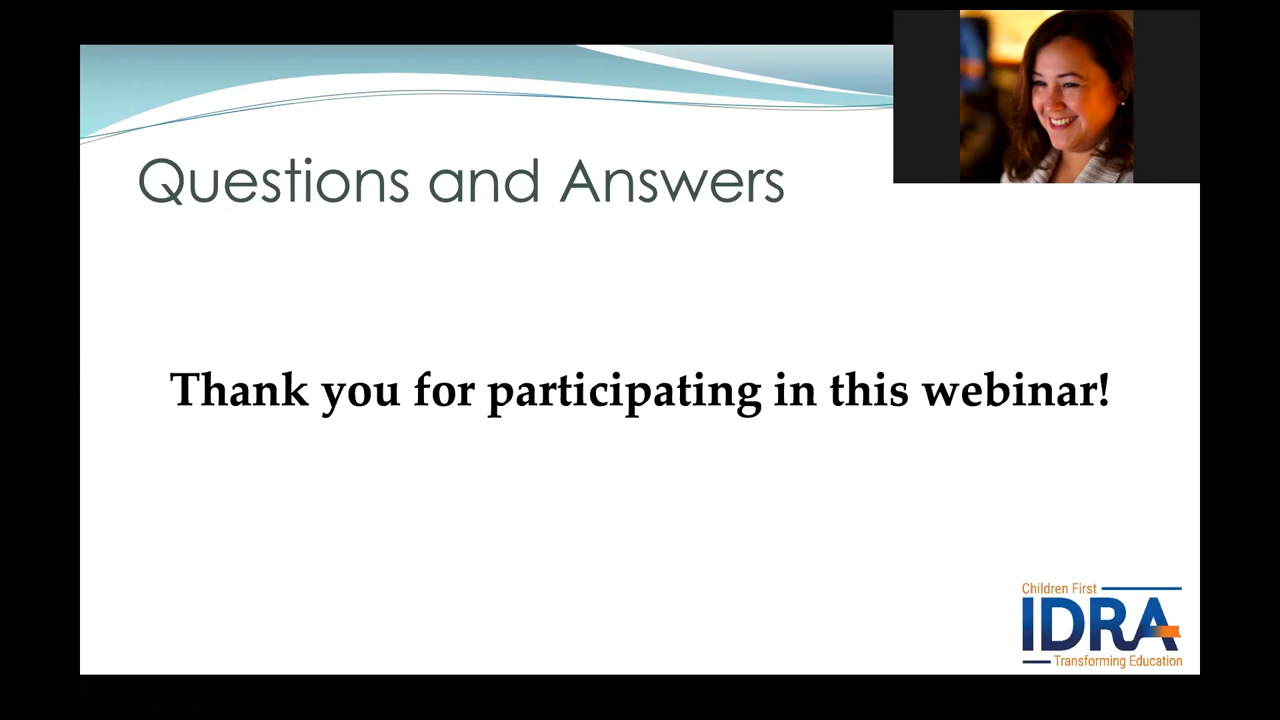 Questions and Answers
Thank you for participating in this webinar!
Children First
IDRA
Transforming Education